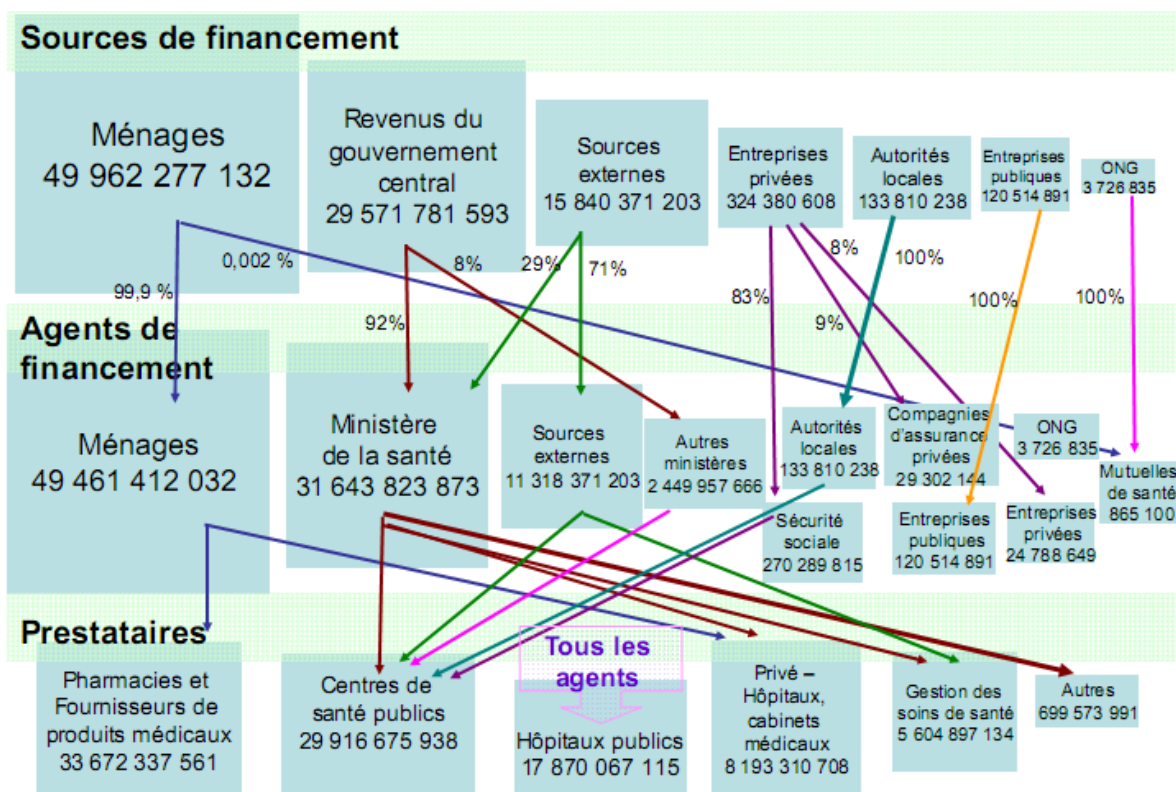 Sources de financement
Ménages
49 962 277 132
Revenus du
gouvernement
central
29 571 781 593
Sources
externes
15 840 371 203
Entreprises
privées
324 380 608
Autorités
locales
133 810 238
Entreprises
publiques
120 514 891
ONG
3 726 835
0,002 %
99,9 %
8%
92%
29%
71%
83%
9%
8%
100%
100%
100%
Agents de
financement
Ménages
49 461 412 032
Ministère
de la santé
31 643 823 873
Sources
externes
11 318 371 203
Autres
ministères
2 449 957 666
Autorités
locales
133 810 238
Compagnies
d'assurance
privées
29 302 144
ONG
3 726 835
Mutuelles
de santé
865 100
Sécurité
sociale
270 289 815
Entreprises
publiques
120 514 891
Entreprises
privées
24 788 649
Prestataires
Pharmacies et
Fournisseurs de
produits médicaux
33 672 337 561
Centres de
santé publics
29 916 675 938
Tous les
agents
Hôpitaux publics
17 870 067 115
Privé –
Hôpitaux,
cabinets
médicaux
8 193 310 708
Gestion des
soins de santé
5 604 897 134
Autres
699 573 991